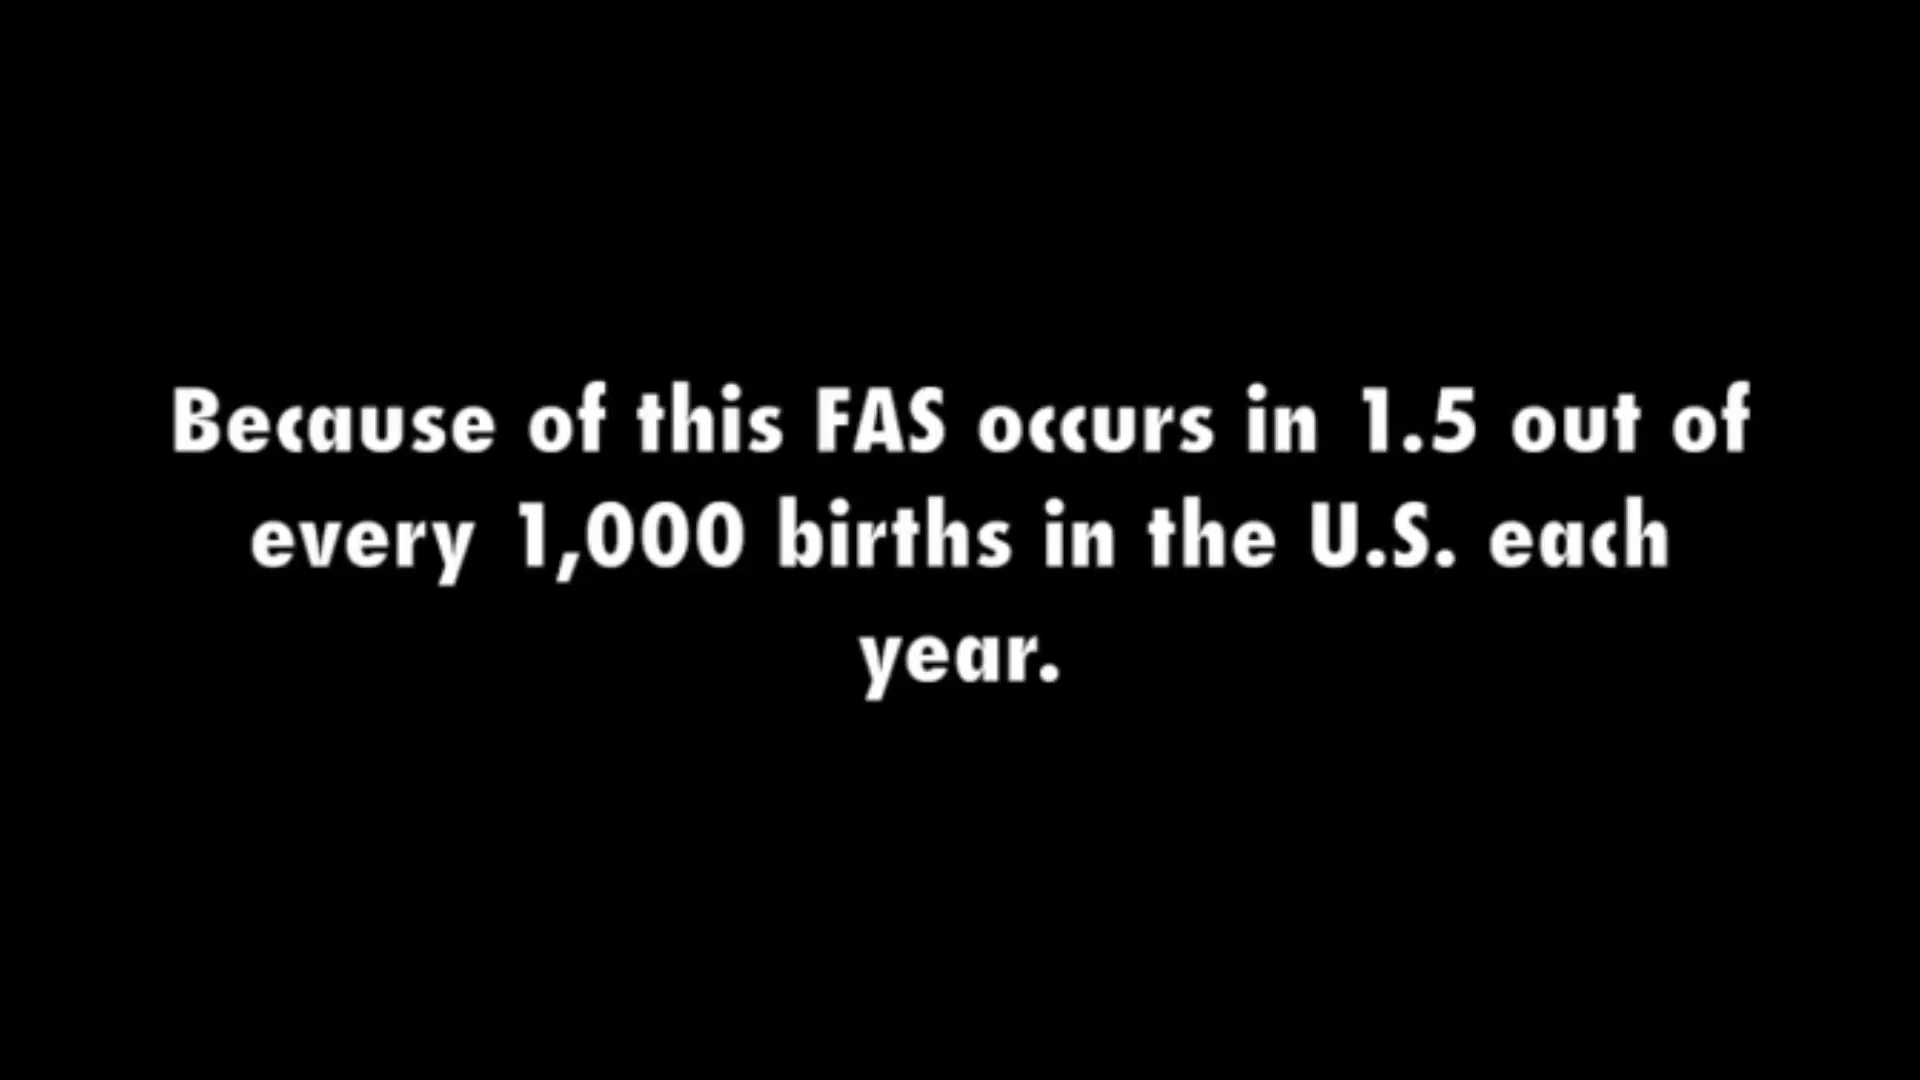 Because of this FAS occurs in 1.5 out of
every 1,000 births in the U.S. each
year.